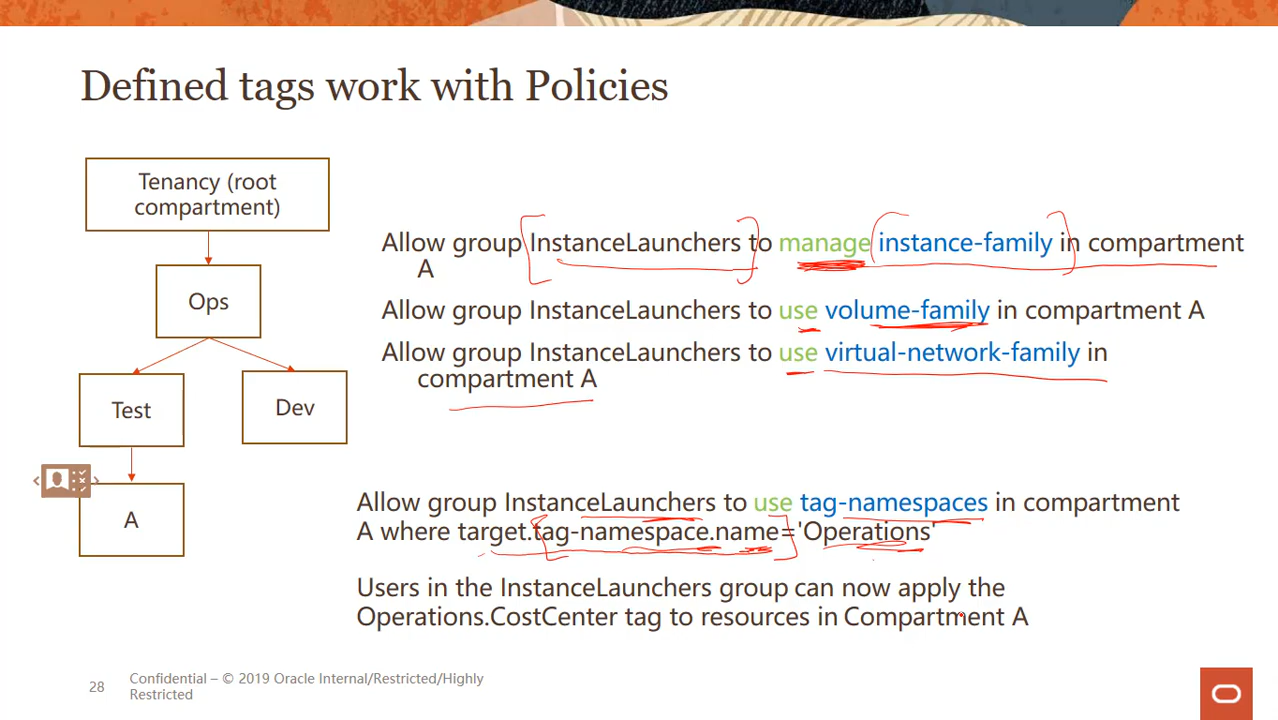 Defined tags work with Policies
Tenancy (root
compartment)
Ops
Test
Dev
A
Allow group InstanceLaunchers to manage instance-family in compartment
A
Allow group InstanceLaunchers to use volume-family in compartment A
Allow group InstanceLaunchers to use virtual-network-family in
compartment A
Allow group InstanceLaunchers to use tag-namespaces in compartment
A where target.tag-namespace.name='Operations'
Users in the InstanceLaunchers group can now apply the
Operations.CostCenter tag to resources in Compartment A
28
Confidential – © 2019 Oracle Internal/Restricted/Highly
Restricted